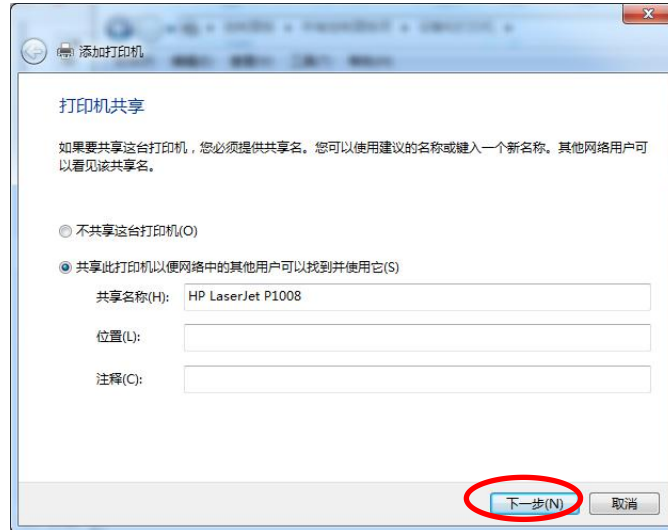 添加打印机
打印机共享
如果要共享这台打印机，您必须提供共享名。您可以使用建议的名称或键入一个新名称。其他网络用户可
以看见该共享名。
不共享这台打印机(O)
共享此打印机以便网络中的其他用户可以找到并使用它(S)
共享名称(H): HP LaserJet P1008
位置(L):
注释(C):
下一步(N) 取消